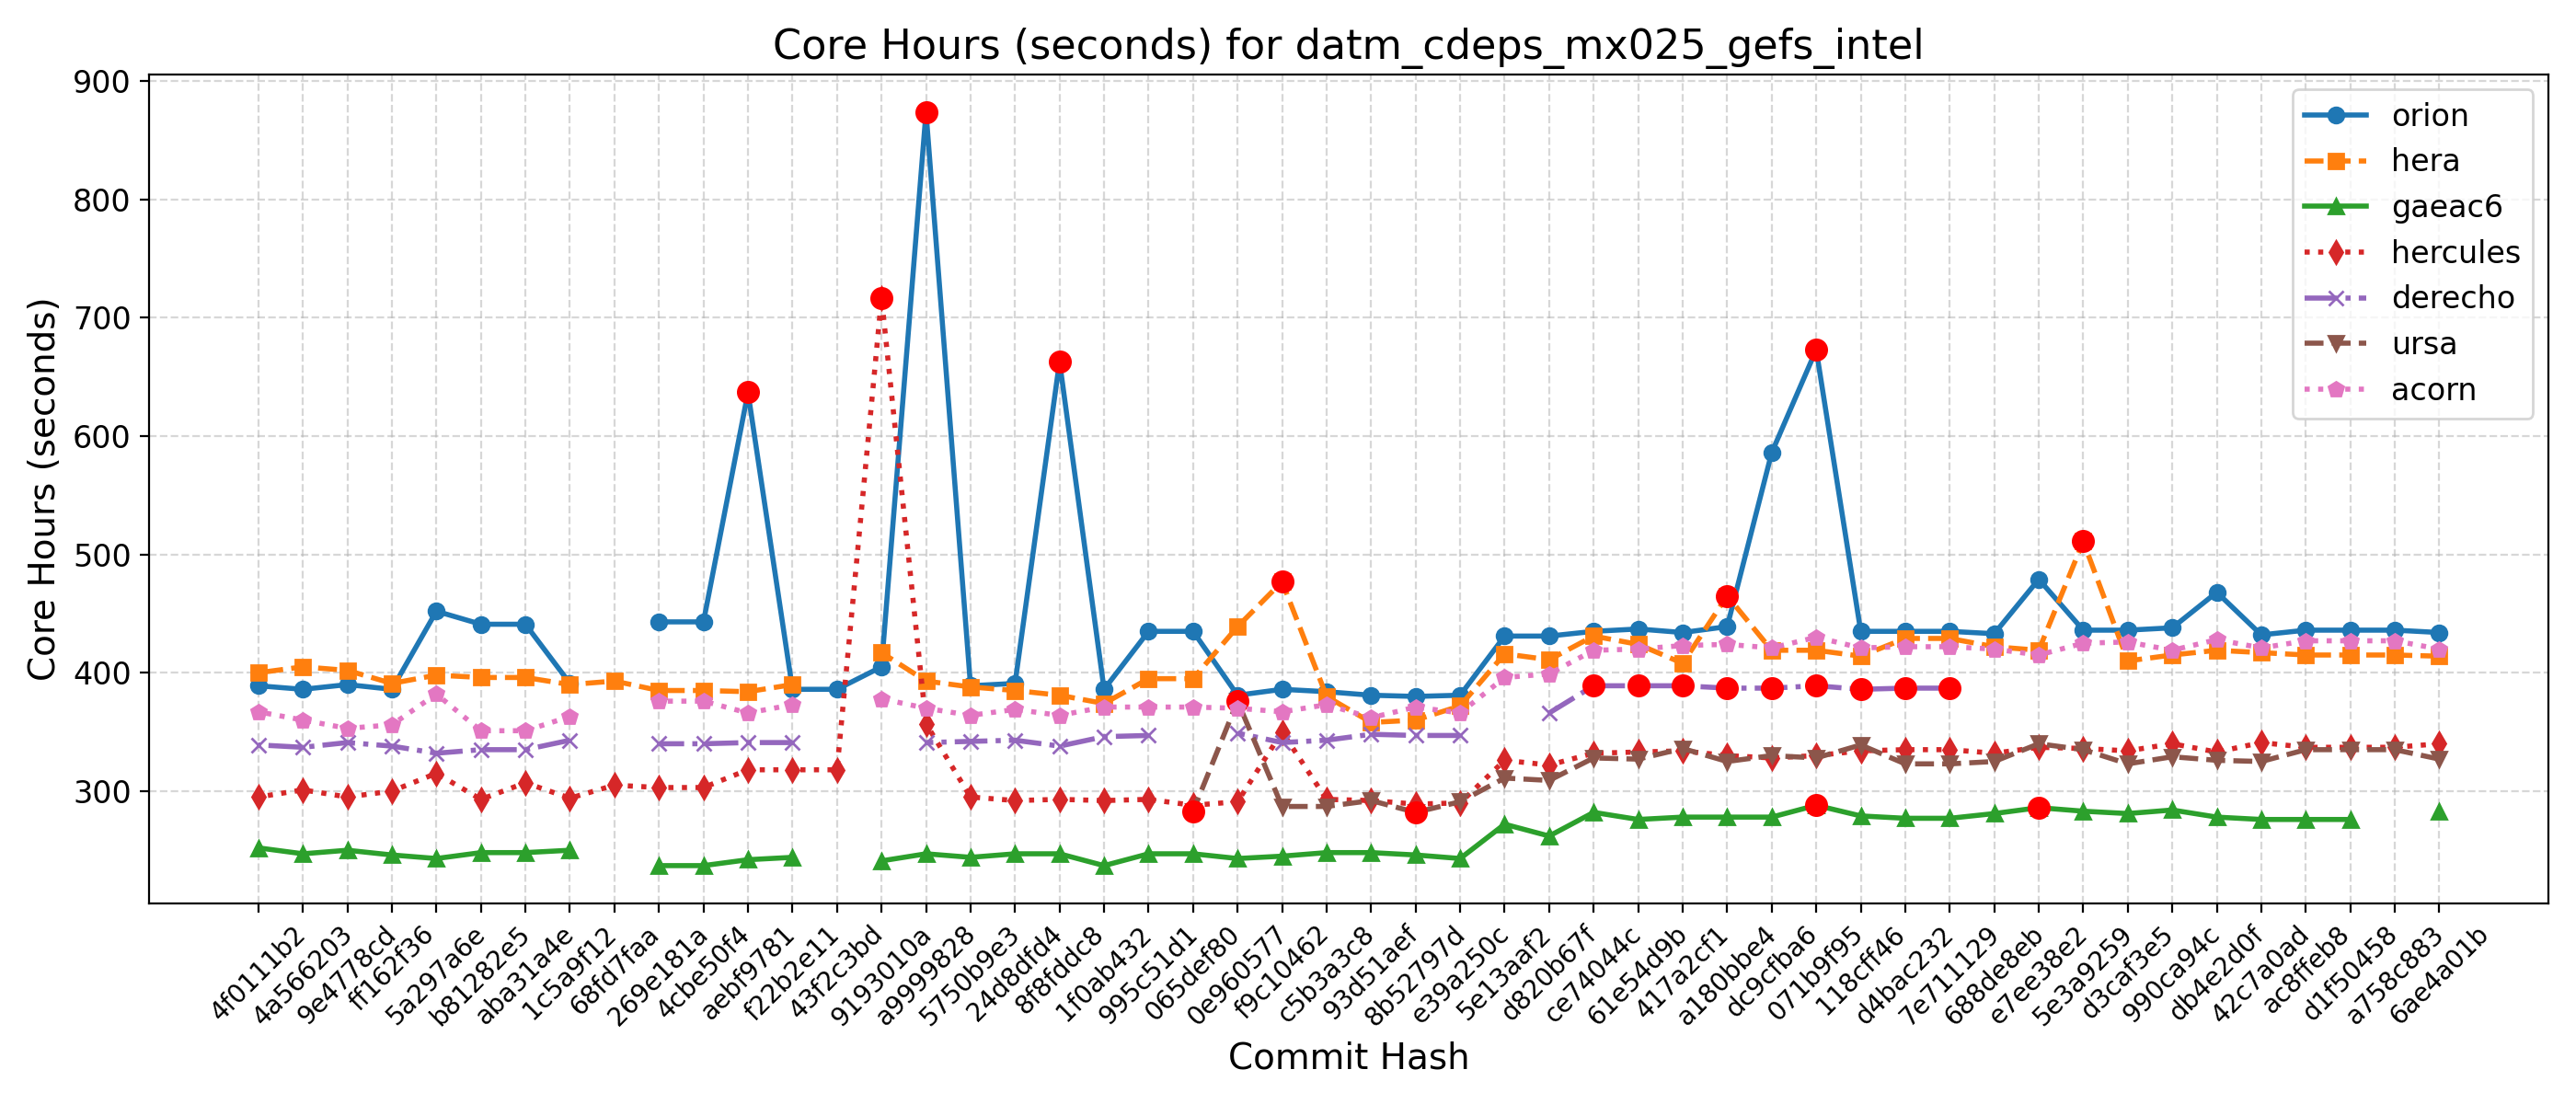 Core Hours (seconds) for datm_cdeps_mx025_gefs_intel
Core Hours (seconds)
900
800
700
600
500
400
300
orion
hera
gaeac6
hercules
derecho
ursa
acorn
4f0111b2
4a566203
9e4778cd
ff162f36
5a297a6e
b81282e5
aba31a4e
1c5a9f12
68fd7faa
269e181a
4cbe50f4
aebf9781
f22b2e11
43f2c3bd
9193010a
a9999828
5750b9e3
24d8dfd4
8f8fddc8
1f0ab432
995c51d1
065def80
0e960577
f9c10462
c5b3a3c8
93d51aef
8b52797d
e39a250c
5e13aaf2
d820b67f
ce74044c
61e54d9b
417a2cf1
a180bbe4
dc9cfba6
071b9f95
118cff46
d4bac232
7e711129
688de8eb
e7ee38e2
5e3a9259
d3caf3e5
990ca94c
db4e2d0f
42c7a0ad
ac8ffeb8
d1f50458
a758c883
6ae4a01b
Commit Hash